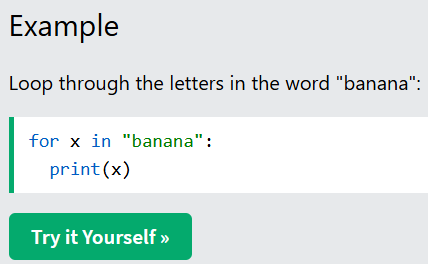 Example
Loop through the letters in the word "banana":
for x in "banana":
  print(x)
Try it Yourself »